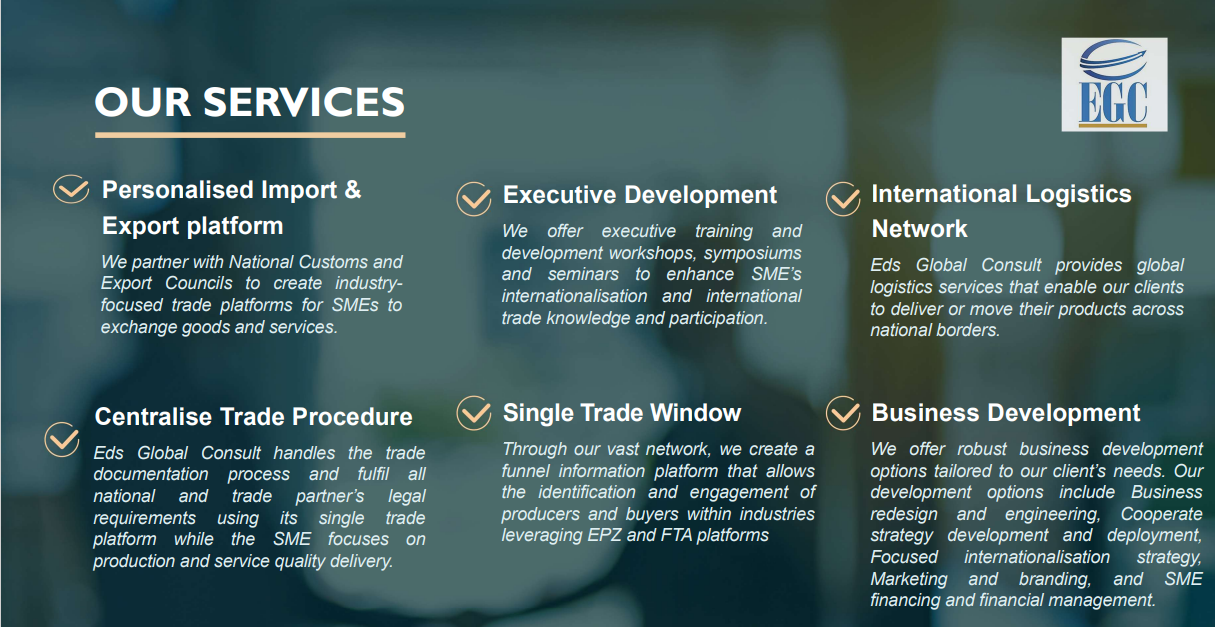 OUR SERVICES
EGC
Personalised Import &
Export platform
We partner with National Customs and
Export Councils to create industry-
focused trade platforms for SMEs to
exchange goods and services.
Executive Development
We offer executive training and
development workshops, symposiums
and seminars to enhance SME's
internationalisation and international
trade knowledge and participation.
International Logistics
Network
Eds Global Consult provides global
logistics services that enable our clients
to deliver or move their products across
national borders.
Centralise Trade Procedure
Eds Global Consult handles the trade
documentation process and fulfil all
national and trade partner's legal
requirements using its single trade
platform while the SME focuses on
production and service quality delivery.
Single Trade Window
Through our vast network, we create a
funnel information platform that allows
the identification and engagement of
producers and buyers within industries
leveraging EPZ and FTA platforms
Business Development
We offer robust business development
options tailored to our client's needs. Our
development options include Business
redesign and engineering, Cooperate
strategy development and deployment,
Focused internationalisation strategy,
Marketing and branding, and SME
financing and financial management.